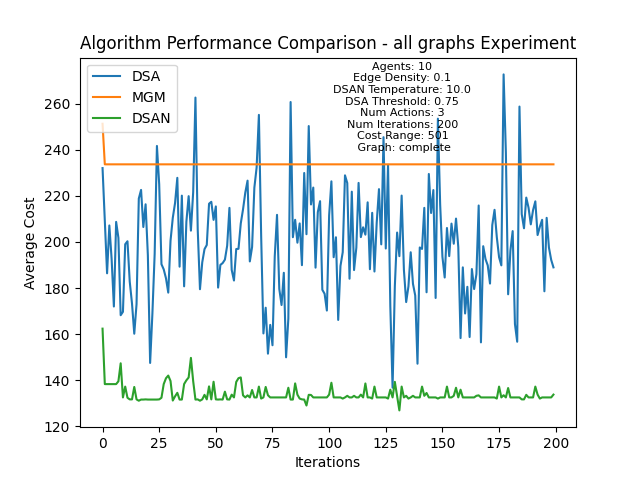 Algorithm Performance Comparison - all graphs Experiment
DSA
MGM
DSAN
Agents: 10
Edge Density: 0.1
DSAN Temperature: 10.0
DSA Threshold: 0.75
Num Actions: 3
Num Iterations: 200
Cost Range: 501
Graph: complete
Average Cost
260
240
220
200
180
160
140
120
0
25
50
75
100
125
150
175
200
Iterations